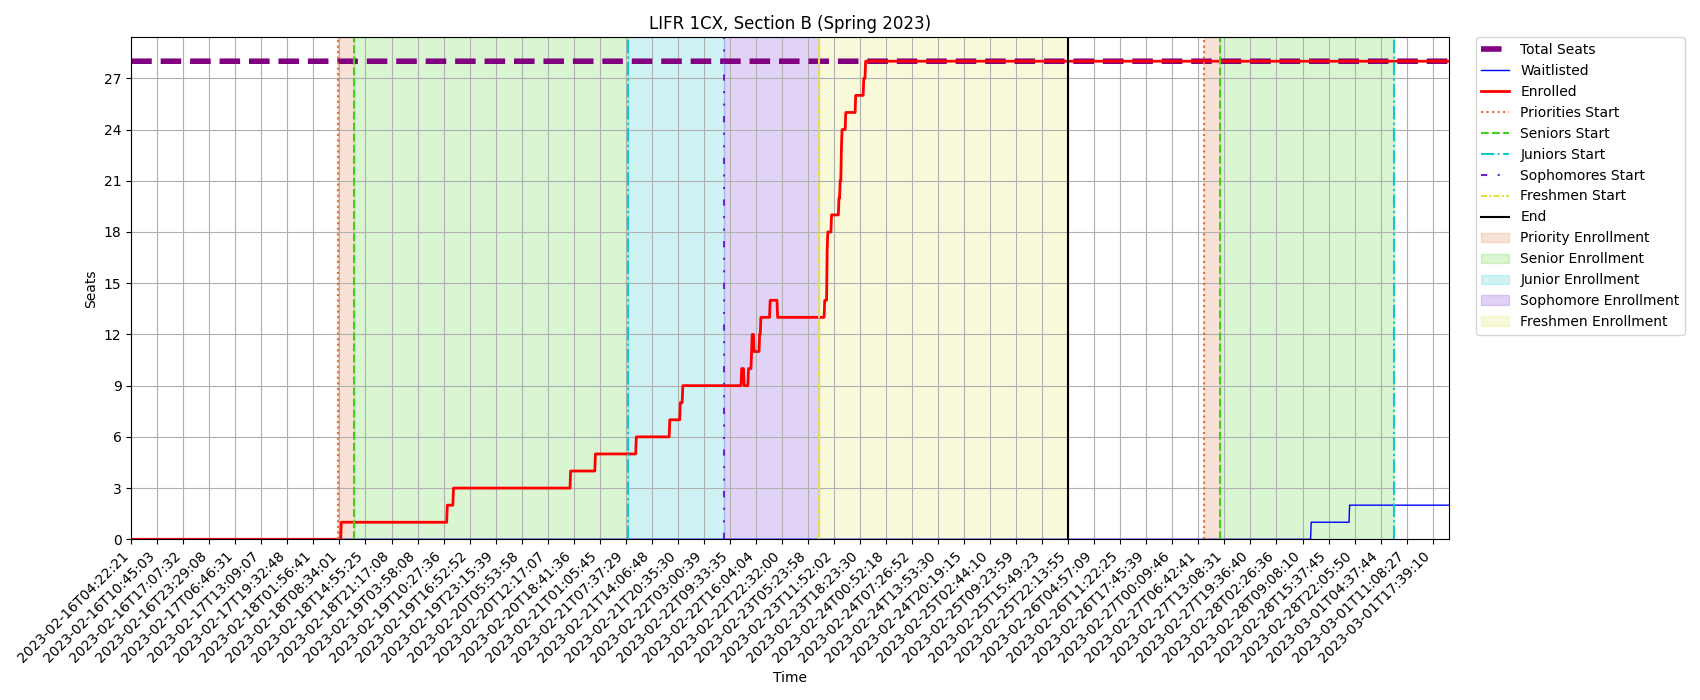 LIFR 1CX, Section B (Spring 2023)
Total Seats
Waitlisted
Enrolled
Priorities Start
Seniors Start
Juniors Start
Sophomores Start
Freshmen Start
End
Priority Enrollment
Senior Enrollment
Junior Enrollment
Sophomore Enrollment
Freshmen Enrollment
Seats
27
24
21
18
15
12
9
6
3
0
2023-02-16T04:22:21
2023-02-16T10:45:03
2023-02-16T17:07:32
2023-02-16T23:29:08
2023-02-17T06:46:31
2023-02-17T13:09:07
2023-02-17T19:32:48
2023-02-18T01:56:41
2023-02-18T08:34:01
2023-02-18T14:55:25
2023-02-18T21:17:08
2023-02-19T03:58:08
2023-02-19T10:27:36
2023-02-19T16:52:52
2023-02-19T23:15:39
2023-02-20T05:53:58
2023-02-20T12:17:07
2023-02-20T18:41:36
2023-02-21T01:05:45
2023-02-21T07:37:29
2023-02-21T14:06:48
2023-02-21T20:35:30
2023-02-22T03:00:39
2023-02-22T09:33:35
2023-02-22T16:04:04
2023-02-22T22:32:00
2023-02-23T05:23:58
2023-02-23T11:52:02
2023-02-23T18:23:30
2023-02-24T00:52:18
2023-02-24T07:26:52
2023-02-24T13:53:30
2023-02-24T20:19:15
2023-02-25T02:44:10
2023-02-25T09:23:59
2023-02-25T15:49:23
2023-02-25T22:13:55
2023-02-26T04:57:09
2023-02-26T11:22:25
2023-02-26T17:45:39
2023-02-27T00:09:46
2023-02-27T06:42:41
2023-02-27T13:08:31
2023-02-27T19:36:40
2023-02-28T02:26:36
2023-02-28T09:08:10
2023-02-28T15:37:45
2023-02-28T22:05:50
2023-03-01T04:37:44
2023-03-01T11:08:27
2023-03-01T17:39:10
Time